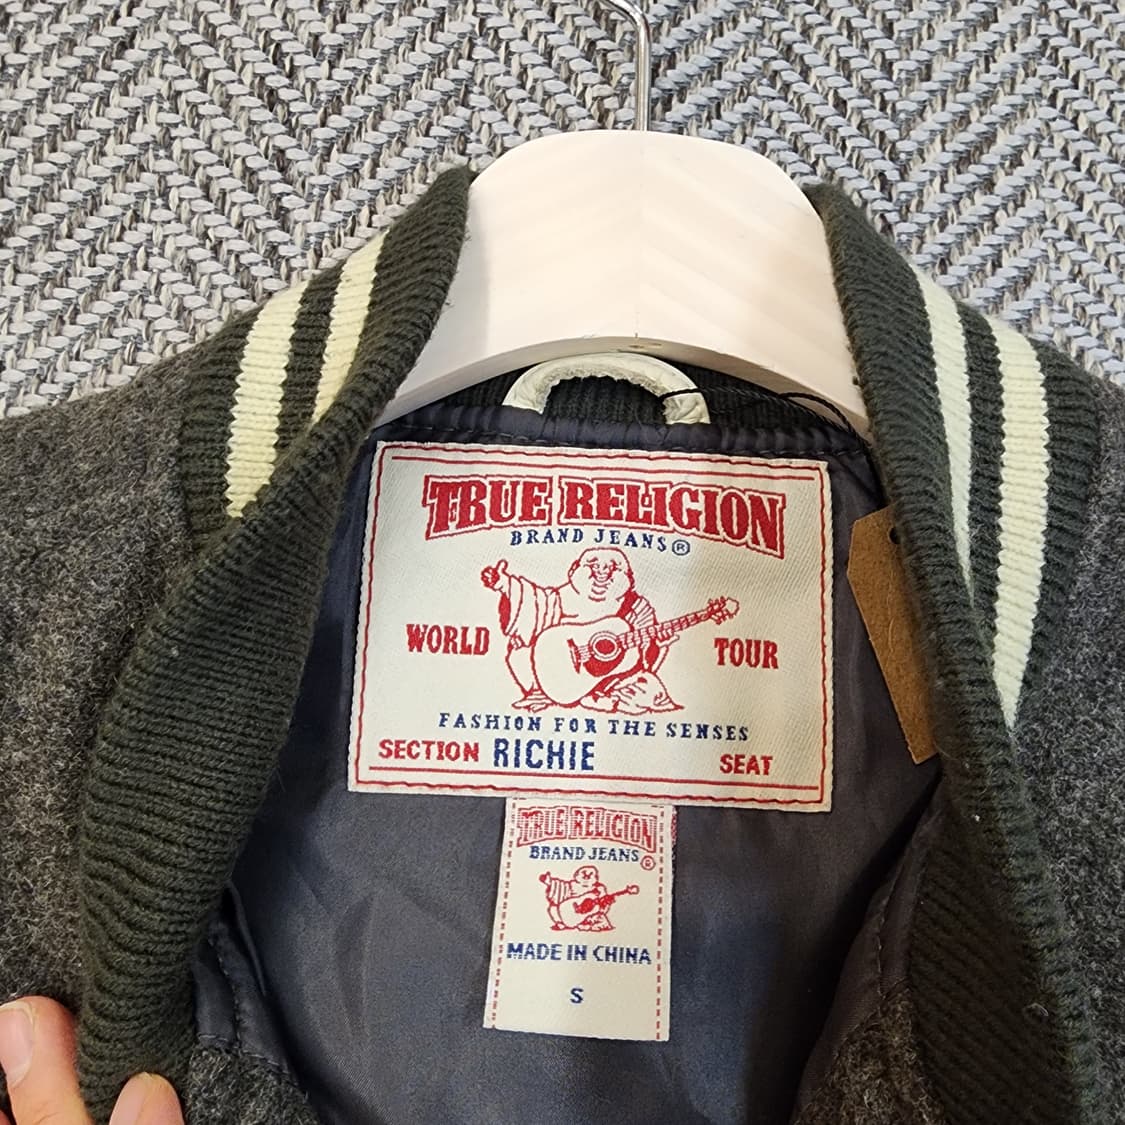 TRUE RELIGION
BRAND JEANS®
WORLD TOUR
FASHION FOR THE SENSES
SECTION RICHIE SEAT
TRUE RELIGION
BRAND JEANS®
MADE IN CHINA
S